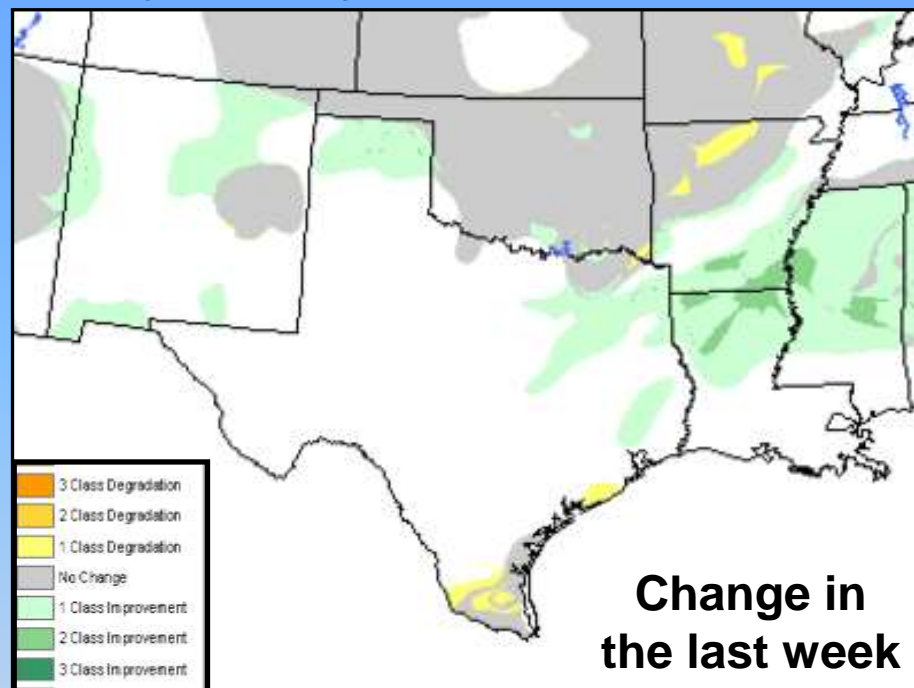 3 Class Degradation
2 Class Degradation
1 Class Degradation
No Change
1 Class Improvement
2 Class Improvement
3 Class Improvement
Change in
the last week